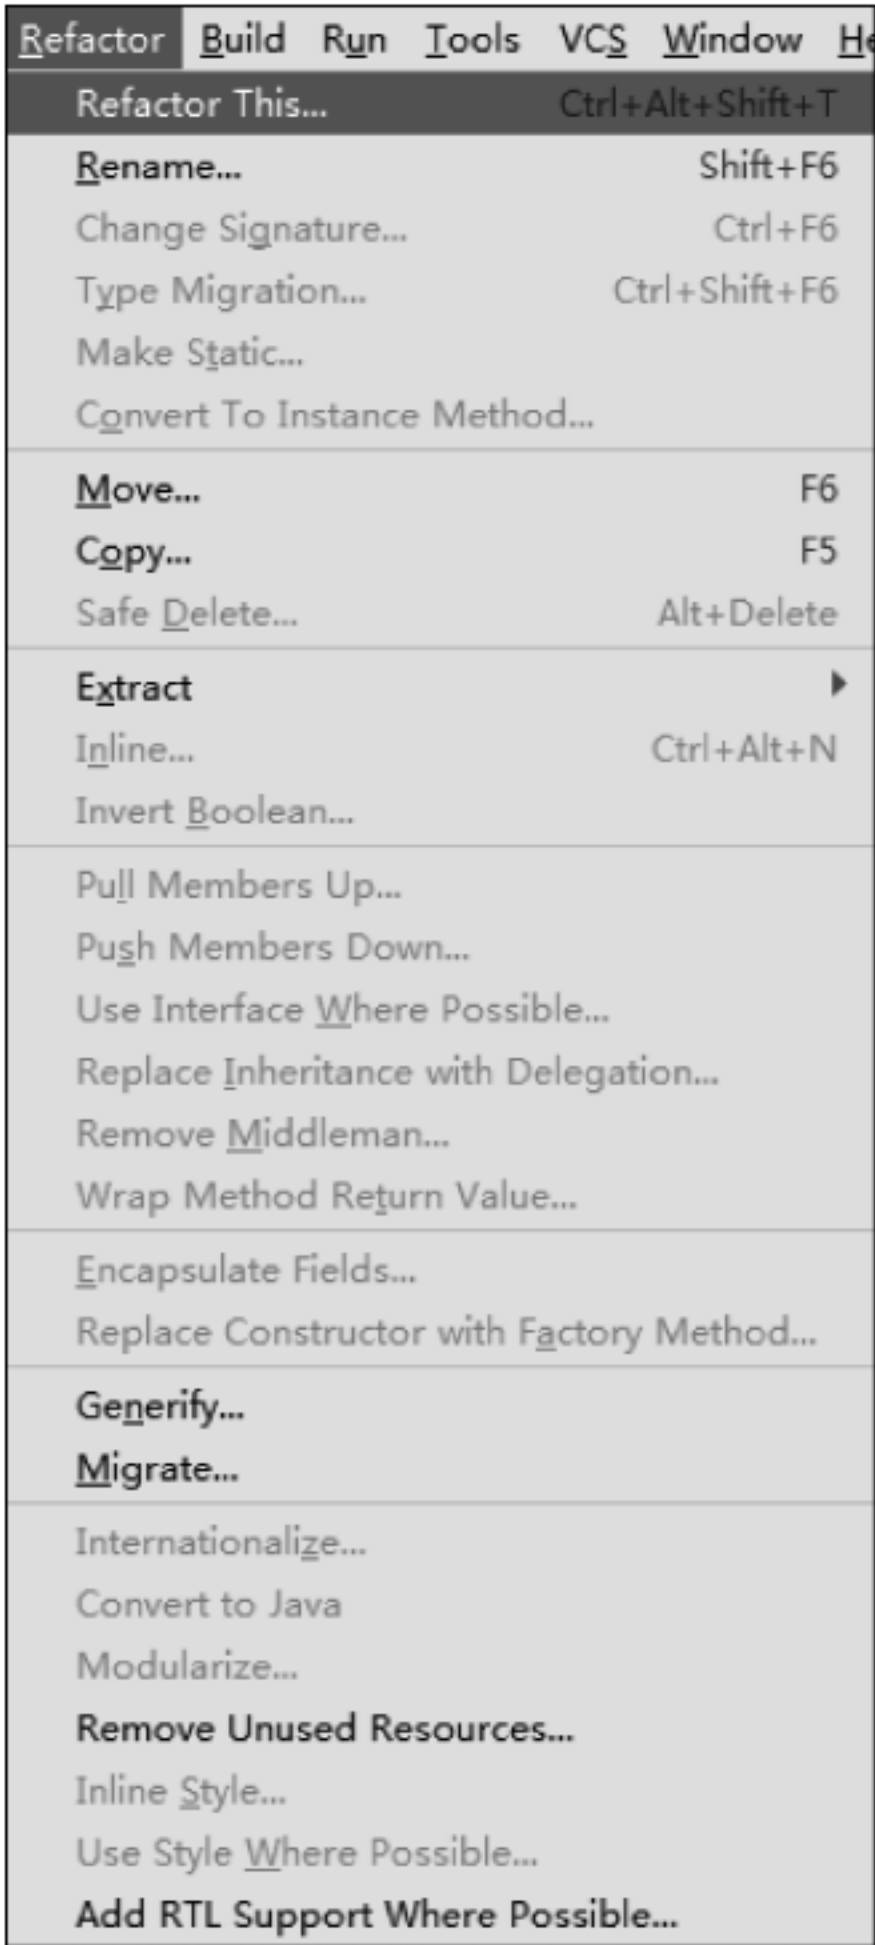 Refactor Build Run Tools VCS Window He
Refactor This... Ctrl+Alt+Shift+T
Rename... Shift+F6
Change Signature... Ctrl+F6
Type Migration... Ctrl+Shift+F6
Make Static...
Convert To Instance Method...
Move... F6
Copy... F5
Safe Delete... Alt+Delete
Extract
Inline... Ctrl+Alt+N
Invert Boolean...
Pull Members Up...
Push Members Down...
Use Interface Where Possible...
Replace Inheritance with Delegation...
Remove Middleman...
Wrap Method Return Value...
Encapsulate Fields...
Replace Constructor with Factory Method...
Generify...
Migrate...
Internationalize...
Convert to Java
Modularize...
Remove Unused Resources...
Inline Style...
Use Style Where Possible...
Add RTL Support Where Possible...